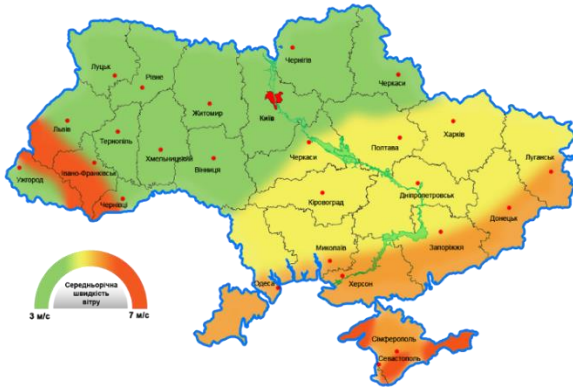 Чернігів
Луцьк
Рівне
Черкаси
Житомир
Київ
Львів
Харків
Тернопіль
Полтава
Хмельницький
Черкаси
Вінниця
Луганськ
Івано-Франковськ
Ужгород
Дніпропетровськ
Кіровоград
Чернівці
Донецьк
Запоріжжя
Миколаїв
Одеса
Херсон
Середньорічна
швидкість
вітру
3 м/с
7 м/с
Сімферополь
Севастополь